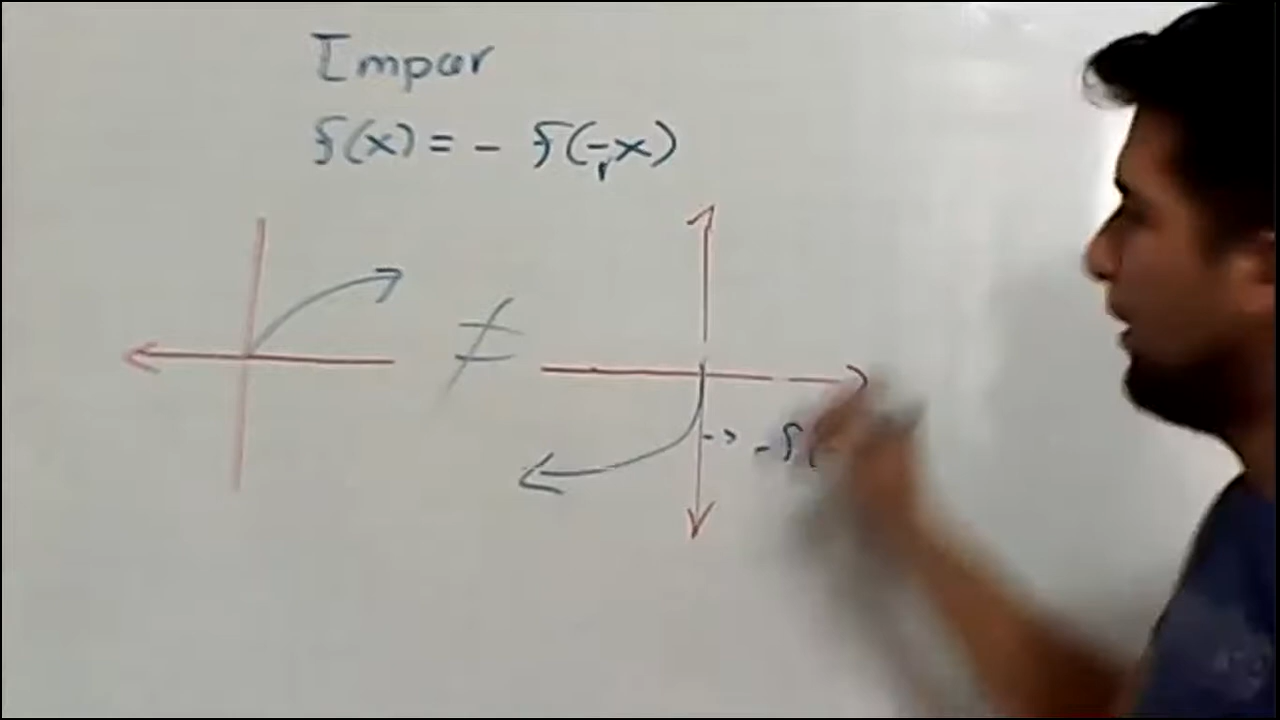 Impar
f(x) = - f(-x)
≠
-f(